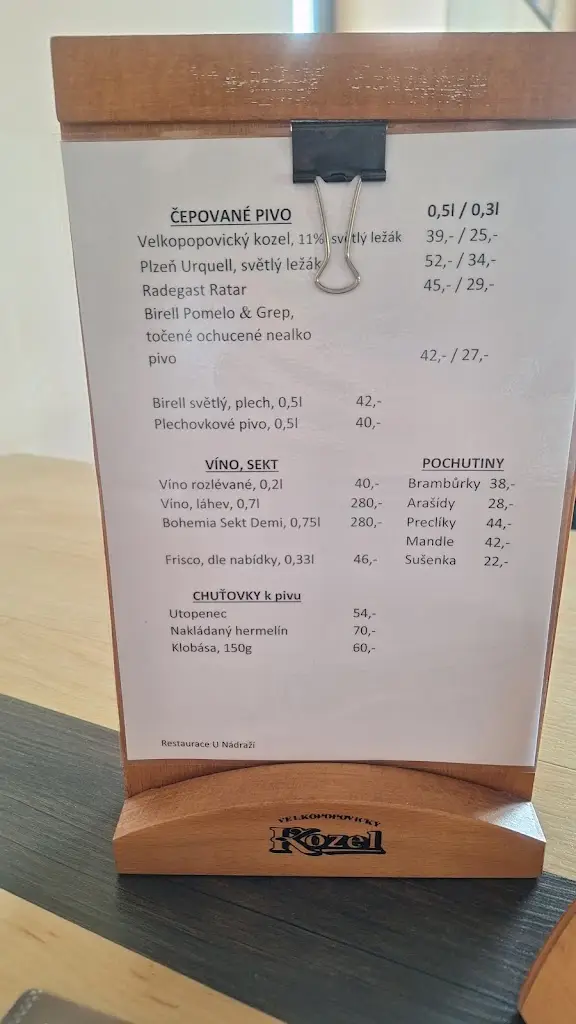 ČEPOVANÉ PIVO 0,5l / 0,3l
Velkopopovický kozel, 11% světlý ležák 39,- / 25,-
Plzeň Urquell, světlý ležák 52,- / 34,-
Radegast Ratar 45,- / 29,-
Birell Pomelo & Grep,
točené ochucené nealko
pivo 42,- / 27,-
Birell světlý, plech, 0,5l 42,-
Plechovkové pivo, 0,5l 40,-
VÍNO, SEKT
Víno rozlévané, 0,2l 40,-
Víno, láhev, 0,7l 280,-
Bohemia Sekt Demi, 0,75l 280,-
Frisco, dle nabídky, 0,33l 46,-
POCHUTINY
Brambůrky 38,-
Arašídy 28,-
Preclíky 44,-
Mandle 42,-
Sušenka 22,-
CHUŤOVKY k pivu
Utopenec 54,-
Nakládaný hermelín 70,-
Klobása, 150g 60,-
Restaurace U Nádraží
VELKOPOPOVICKÝ
Kozel